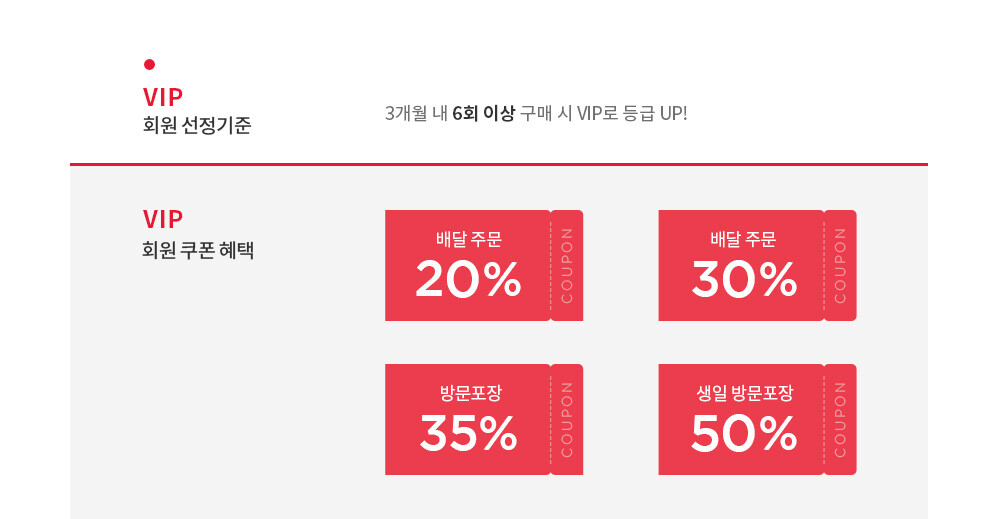 VIP
회원 선정기준
3개월 내 6회 이상 구매 시 VIP로 등급 UP!
VIP
회원 쿠폰 혜택
배달 주문
20%
COUPON
배달 주문
30%
COUPON
방문포장
35%
COUPON
생일 방문포장
50%
COUPON